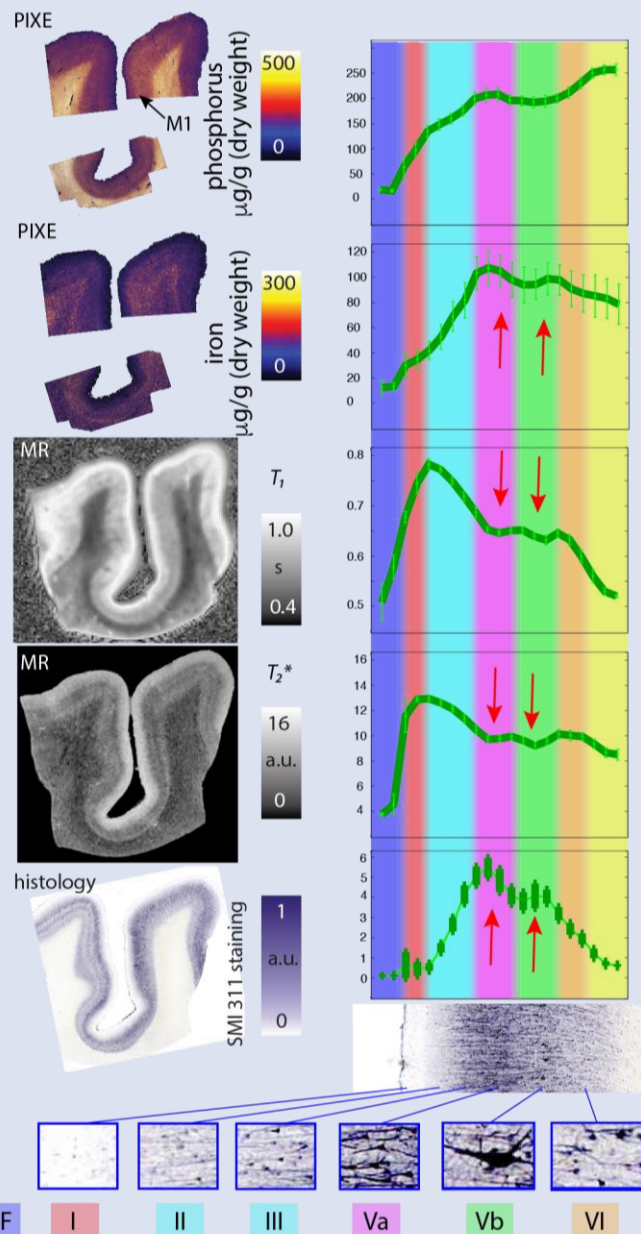 PIXE
500
0
phosphorus
µg/g (dry weight)
M1
250
200
150
100
50
0
PIXE
300
0
iron
µg/g (dry weight)
120
100
80
60
40
20
0
MR
T₁
1.0
s
0.4
0.8
0.7
0.6
0.5
MR
T₂*
16
a.u.
0
16
14
12
10
8
6
4
histology
1
a.u.
0
SMI 311 staining
6
5
4
3
2
1
0
F I II III Va Vb VI